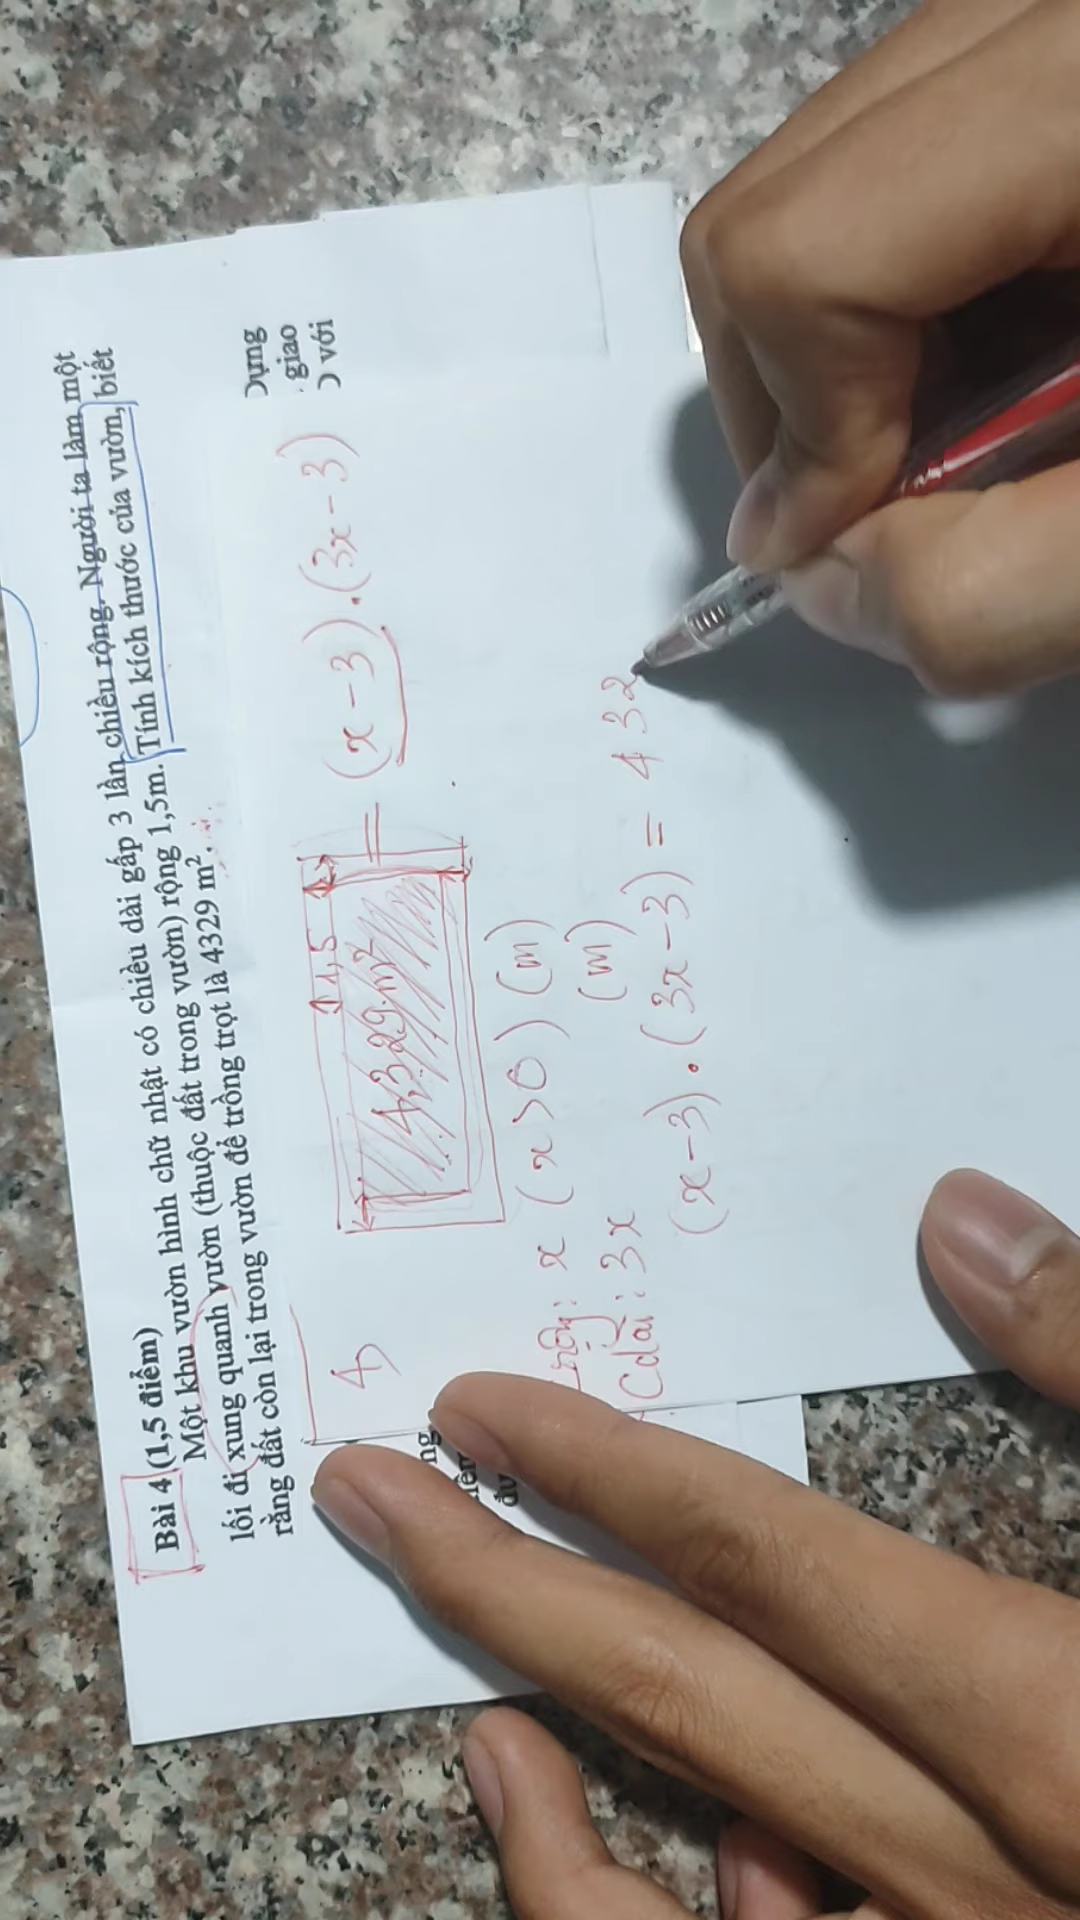 Bài 4 (1,5 điểm)
Một khu vườn hình chữ nhật có chiều dài gấp 3 lần chiều rộng. Người ta làm một
lối đi xung quanh vườn (thuộc đất trong vườn) rộng 1,5m. Tính kích thước của vườn, biết
rằng đất còn lại trong vườn để trồng trọt là 4329 m².
giao
với
4
1,5
4329 m²
= (x - 3).(3x - 3)
x (x > 0) (m)
Cdài: 3x (m)
(x - 3).(3x - 3) = 432